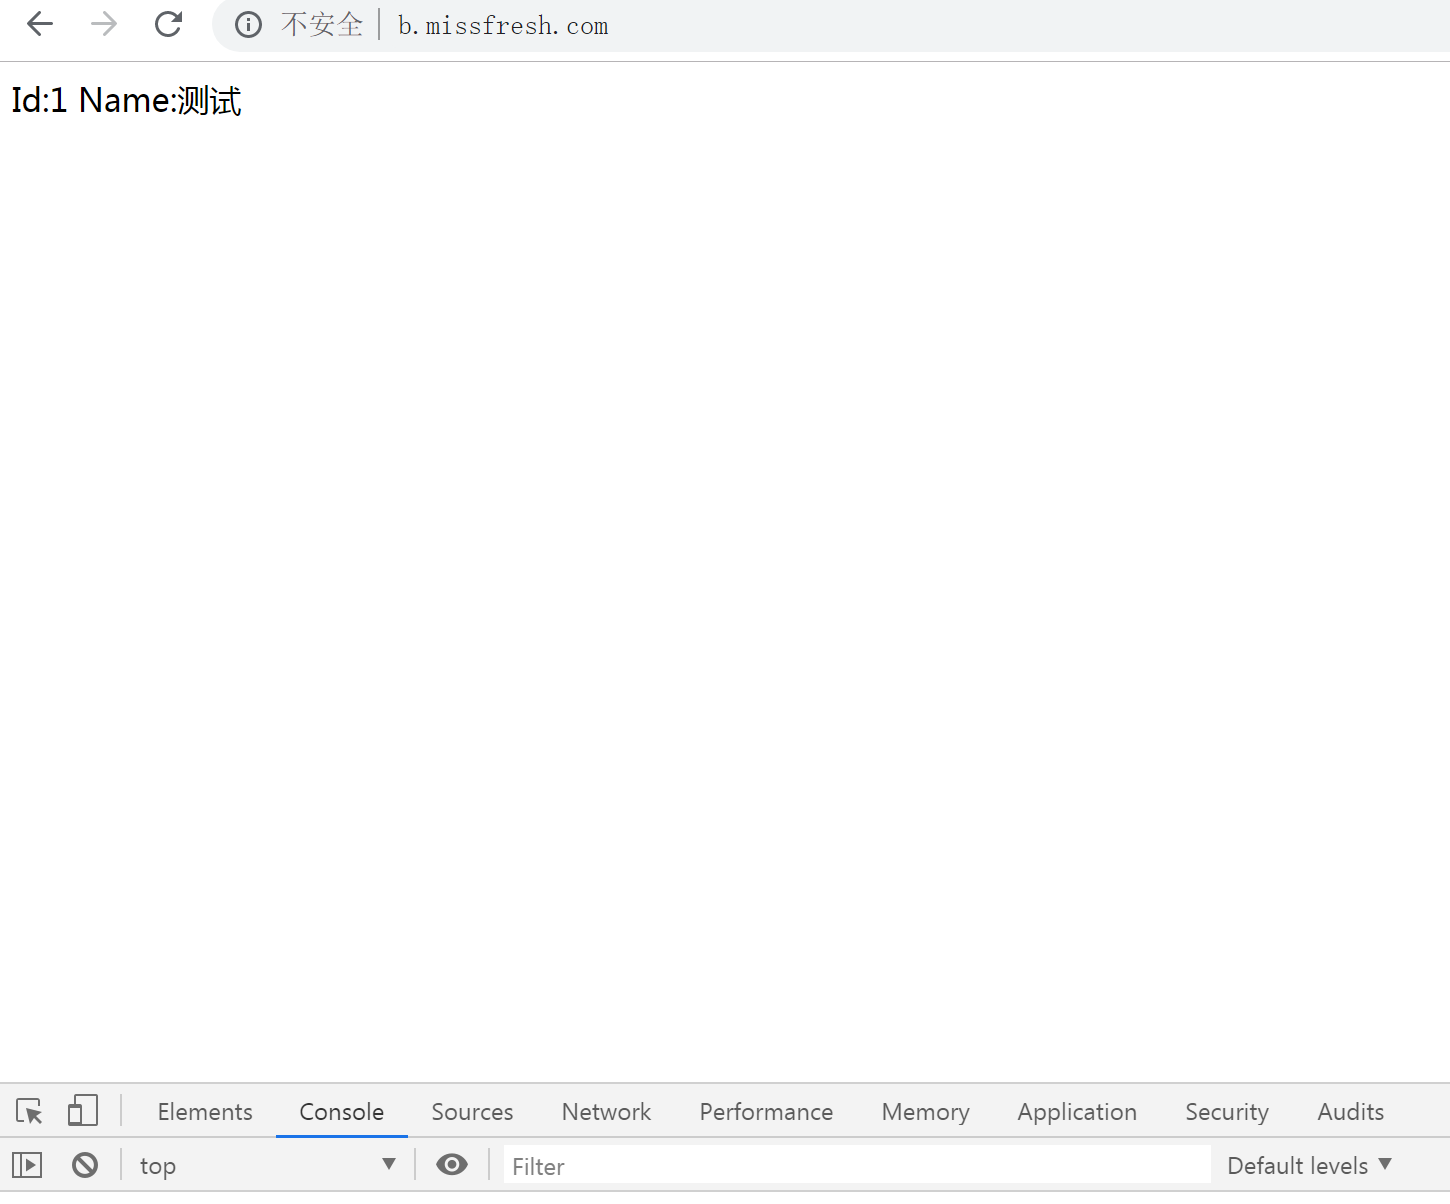 不安全 b.missfresh.com
Id:1 Name:测试
Elements Console Sources Network Performance Memory Application Security Audits
top Filter Default levels